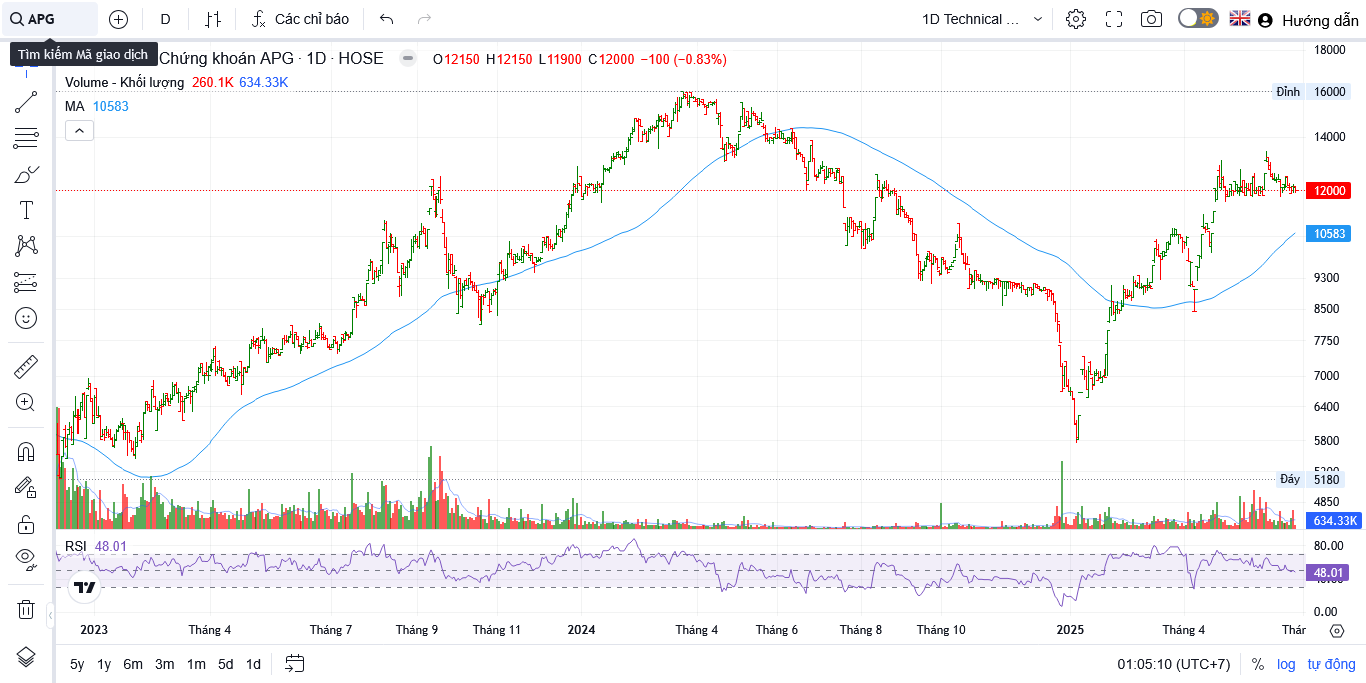 APG
D
Các chỉ báo
1D Technical ...
Hướng dẫn
Tìm kiếm Mã giao dịch
Chứng khoán APG · 1D · HOSE
O12150 H12150 L11900 C12000 −100 (−0.83%)
Volume - Khối lượng 260.1K 634.33K
MA 10583
18000
Đỉnh 16000
14000
12000
10583
9300
8500
7750
7000
6400
5800
5200
Đáy 5180
4850
634.33K
RSI 48.01
80.00
48.01
0.00
2023 Tháng 4 Tháng 7 Tháng 9 Tháng 11 2024 Tháng 4 Tháng 6 Tháng 8 Tháng 10 2025 Tháng 4 Thár
5y 1y 6m 3m 1m 5d 1d
01:05:10 (UTC+7) % log tự động